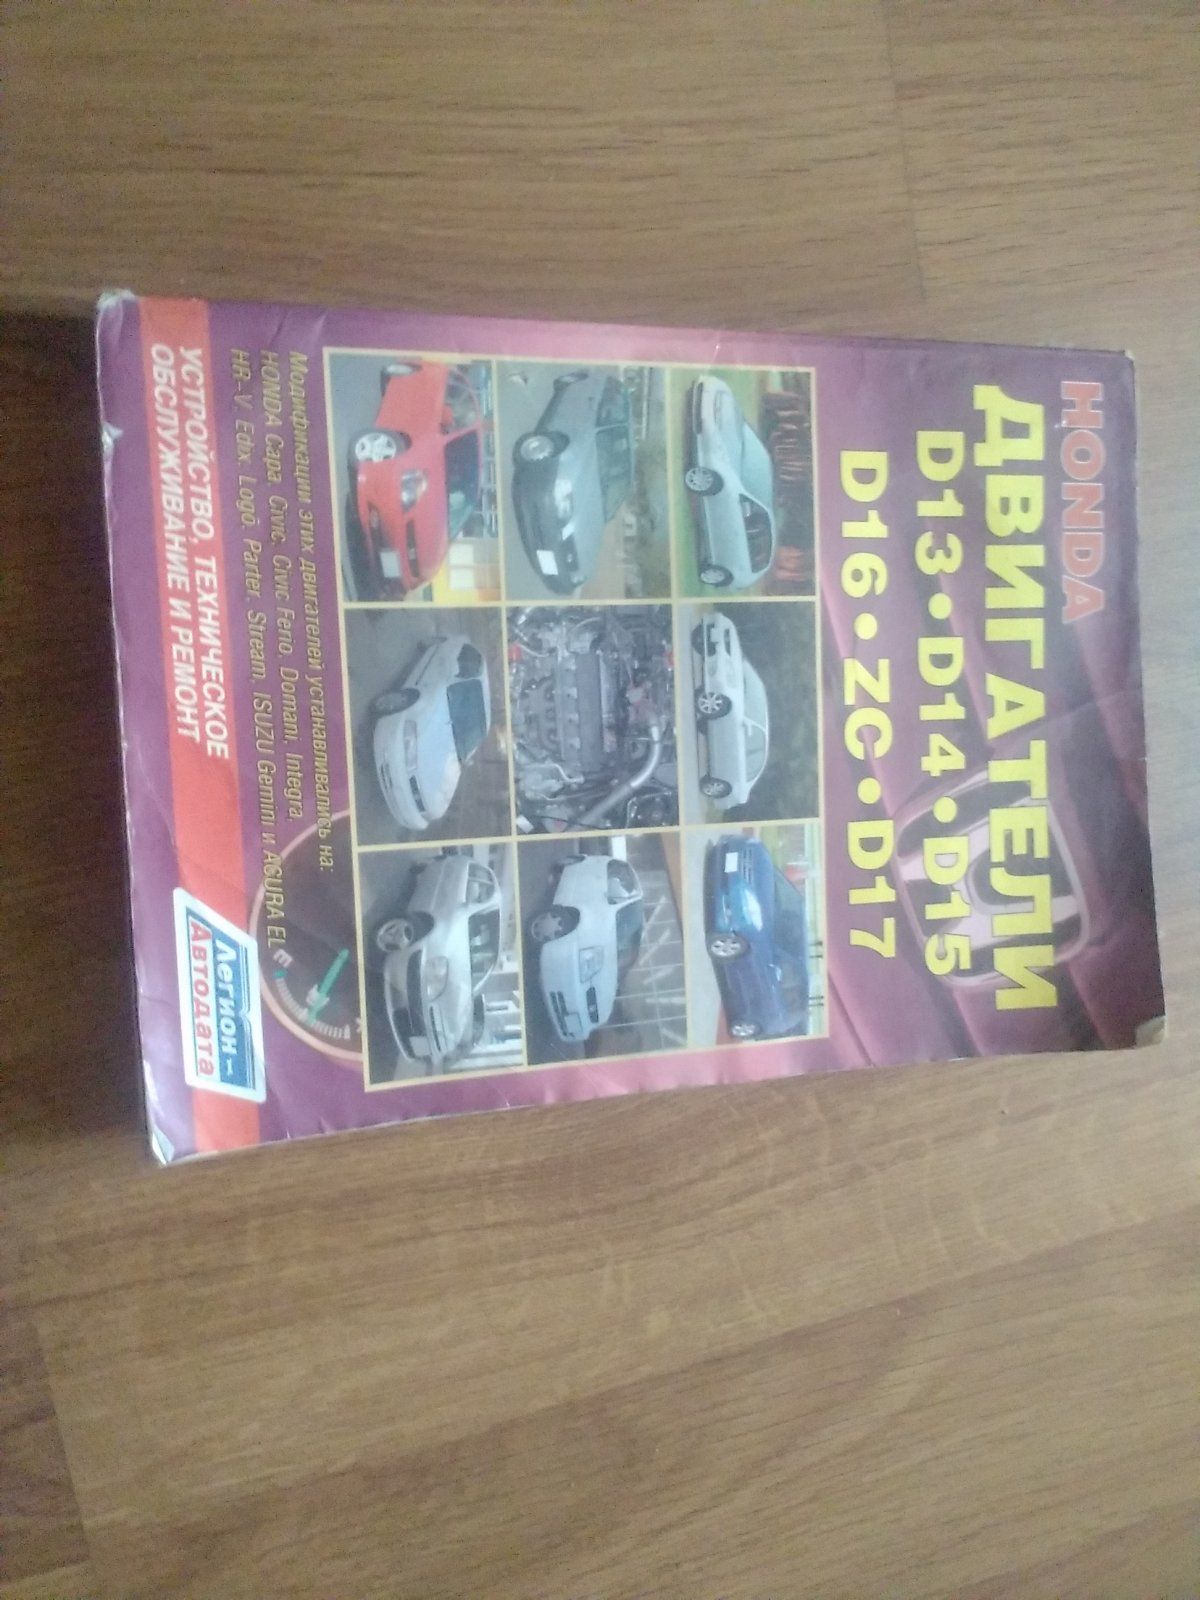 HONDA
ДВИГАТЕЛИ
D13•D14•D15
D16•ZC•D17
Модификации этих двигателей устанавливались на:
HONDA Capa, Civic, Civic Ferio, Domani, Integra,
HR-V, Edix, Logo, Parter, Stream, ISUZU Gemini и ACURA EL
E
УСТРОЙСТВО, ТЕХНИЧЕСКОЕ
ОБСЛУЖИВАНИЕ И РЕМОНТ
Легион-
Автодата